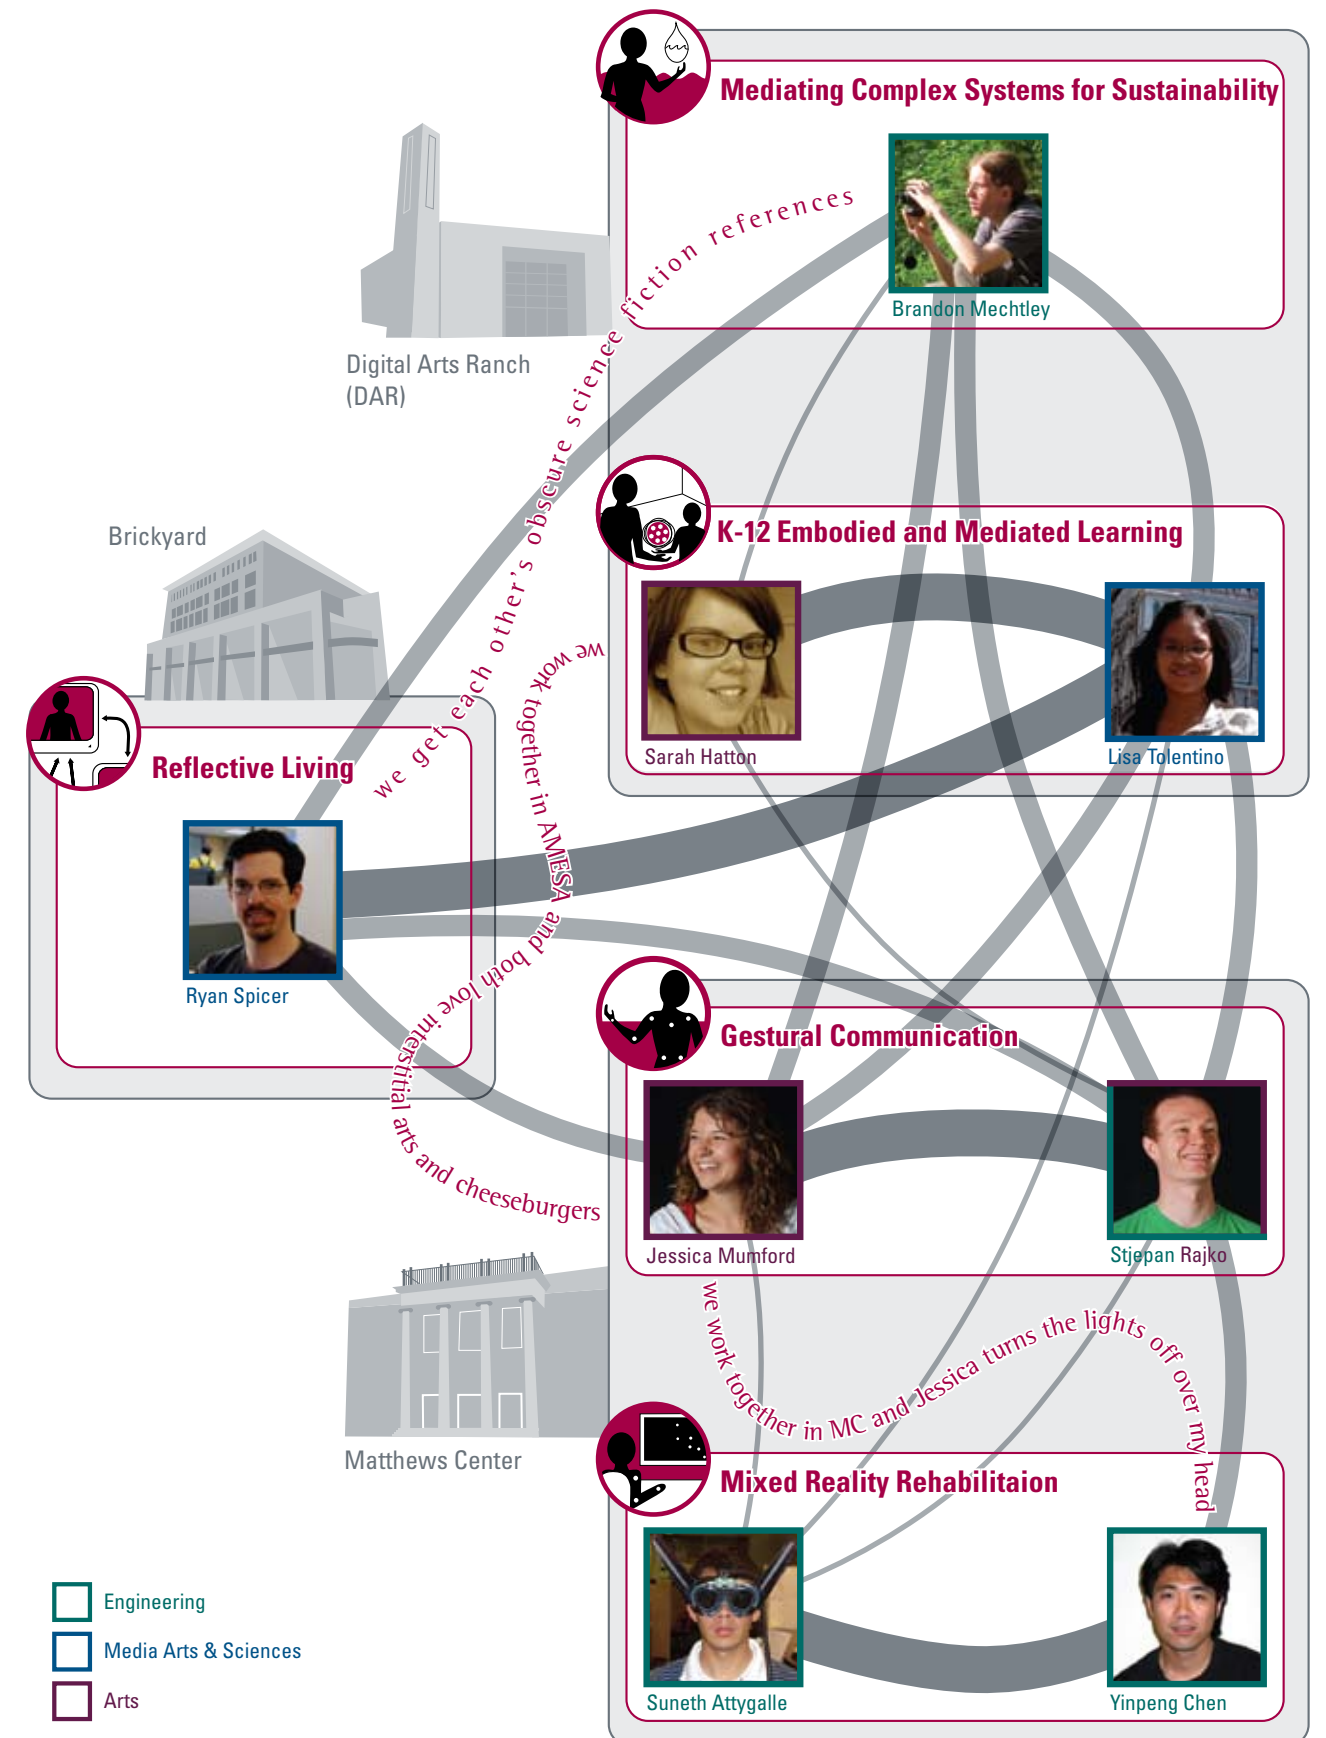 Mediating Complex Systems for Sustainability
Brandon Mechtley
we get each other's obscure science fiction references
Digital Arts Ranch
(DAR)
Brickyard
K-12 Embodied and Mediated Learning
Sarah Hatton
Lisa Tolentino
we work together in AMESA and both love interstitial arts and cheeseburgers
Reflective Living
Ryan Spicer
Gestural Communication
Jessica Mumford
Stjepan Rajko
we work together in MC and Jessica turns the lights off over my head
Matthews Center
Mixed Reality Rehabilitaion
Suneth Attygalle
Yinpeng Chen
Engineering
Media Arts & Sciences
Arts